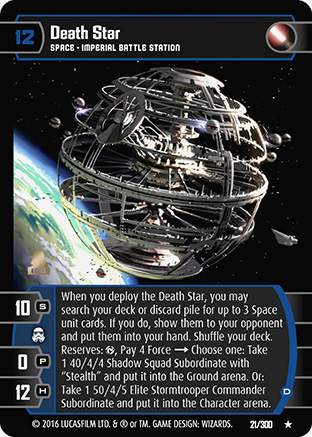 12 Death Star
SPACE - IMPERIAL BATTLE STATION
10 S
0 P
12 H
When you deploy the Death Star, you may
search your deck or discard pile for up to 3 Space
unit cards. If you do, show them to your opponent
and put them into your hand. Shuffle your deck.
Reserves: , Pay 4 Force → Choose one: Take
1 40/4/4 Shadow Squad Subordinate with
“Stealth” and put it into the Ground arena. Or:
Take 1 50/4/5 Elite Stormtrooper Commander
Subordinate and put it into the Character arena.
D
© 2016 LUCASFILM LTD. & ® or TM. GAME DESIGN: WIZARDS. 21/300 ★